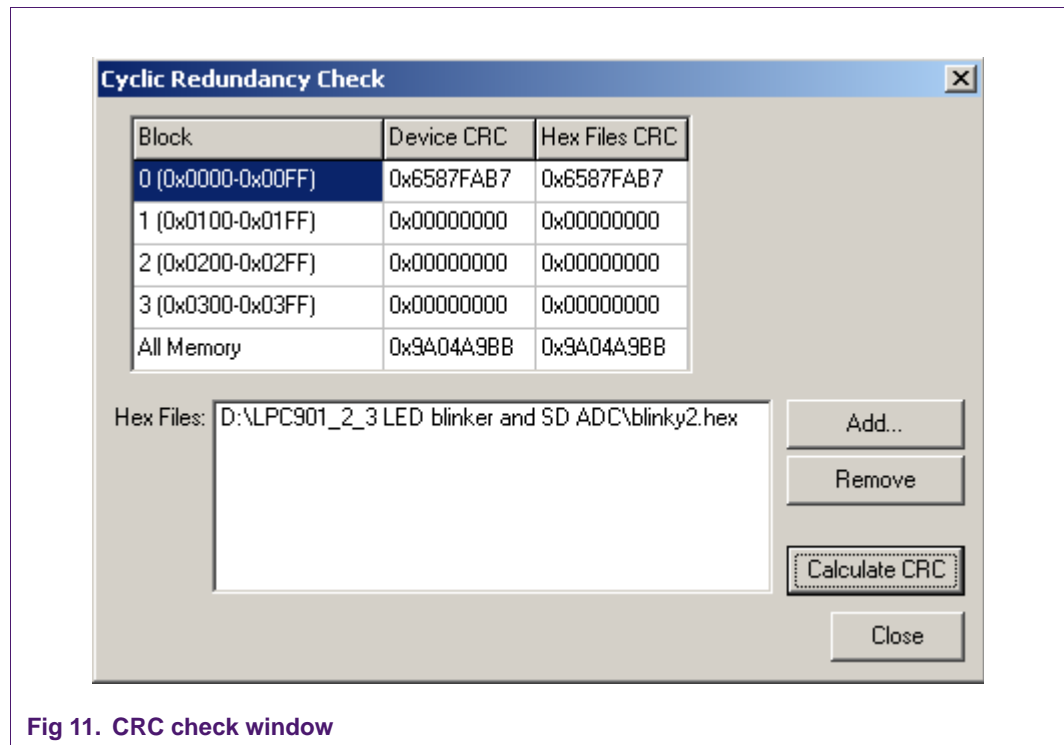 Cyclic Redundancy Check
Block Device CRC Hex Files CRC
0 (0x0000-0x00FF) 0x6587FAB7 0x6587FAB7
1 (0x0100-0x01FF) 0x00000000 0x00000000
2 (0x0200-0x02FF) 0x00000000 0x00000000
3 (0x0300-0x03FF) 0x00000000 0x00000000
All Memory 0x9A04A9BB 0x9A04A9BB
Hex Files: D:\LPC901_2_3 LED blinker and SD ADC\blinky2.hex
Add...
Remove
Calculate CRC
Close
Fig 11. CRC check window